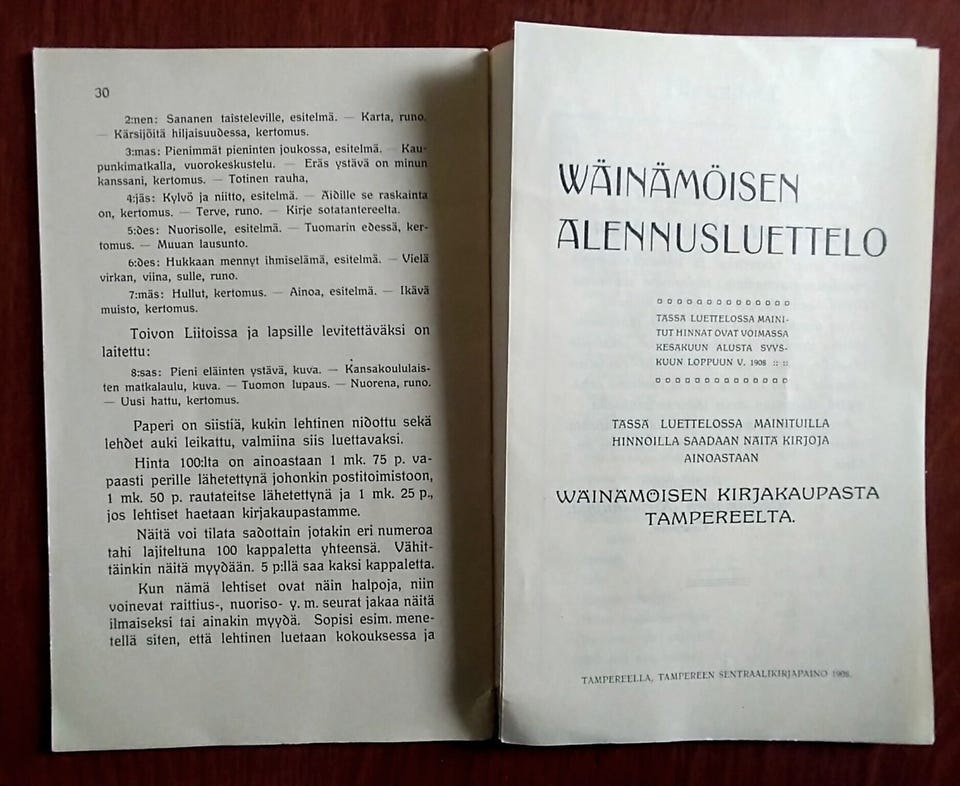 30
2:nen: Sananen taisteleville, esitelmä. — Karta, runo.
— Kärsijöitä hiljaisuudessa, kertomus.
3:mas: Pienimmät pieninten joukossa, esitelmä. — Kau-
punkimatkalla, vuorokeskustelu. — Eräs ystävä on minun
kanssani, kertomus. — Totinen rauha,
4:jäs: Kylvö ja niitto, esitelmä. — Äidille se raskainta
on, kertomus. — Terve, runo. — Kirje sotatantereelta.
5:des: Nuorisolle, esitelmä. — Tuomarin edessä, ker-
tomus. — Muuan lausunto.
6:des: Hukkaan mennyt ihmiselämä, esitelmä. — Vielä
virkan, viina, sulle, runo.
7:mäs: Hullut, kertomus. — Ainoa, esitelmä. — Ikävä
muisto, kertomus.
Toivon Liitoissa ja lapsille levitettäväksi on
laitettu:
8:sas: Pieni eläinten ystävä, kuva. — Kansakoululais-
ten matkalaulu, kuva. — Tuomon lupaus. — Nuorena, runo.
— Uusi hattu, kertomus.
Paperi on siistiä, kukin lehtinen nidottu sekä
lehdet auki leikattu, valmiina siis luettavaksi.
Hinta 100:lta on ainoastaan 1 mk. 75 p. va-
paasti perille lähetettynä johonkin postitoimistoon,
1 mk. 50 p. rautateitse lähetettynä ja 1 mk. 25 p.,
jos lehtiset haetaan kirjakaupastamme.
Näitä voi tilata sadottain jotakin eri numeroa
tahi lajiteltuna 100 kappaletta yhteensä. Vähit-
täinkin näitä myydään. 5 p:llä saa kaksi kappaletta.
Kun nämä lehtiset ovat näin halpoja, niin
voinevat raittius-, nuoriso- y. m. seurat jakaa näitä
ilmaiseksi tai ainakin myydä. Sopisi esim. mene-
tellä siten, että lehtinen luetaan kokouksessa ja
WÄINÄMÖISEN
ALENNUSLUETTELO
TÄSSÄ LUETTELOSSA MAINI-
TUT HINNAT OVAT VOIMASSA
KESÄKUUN ALUSTA SYYS-
KUUN LOPPUUN V. 1908 :: ::
TÄSSÄ LUETTELOSSA MAINITUILLA
HINNOILLA SAADAAN NÄITÄ KIRJOJA
AINOASTAAN
WÄINÄMÖISEN KIRJAKAUPASTA
TAMPEREELTA.
TAMPEREELLA, TAMPEREEN SENTRAALIKIRJAPAINO 1908.